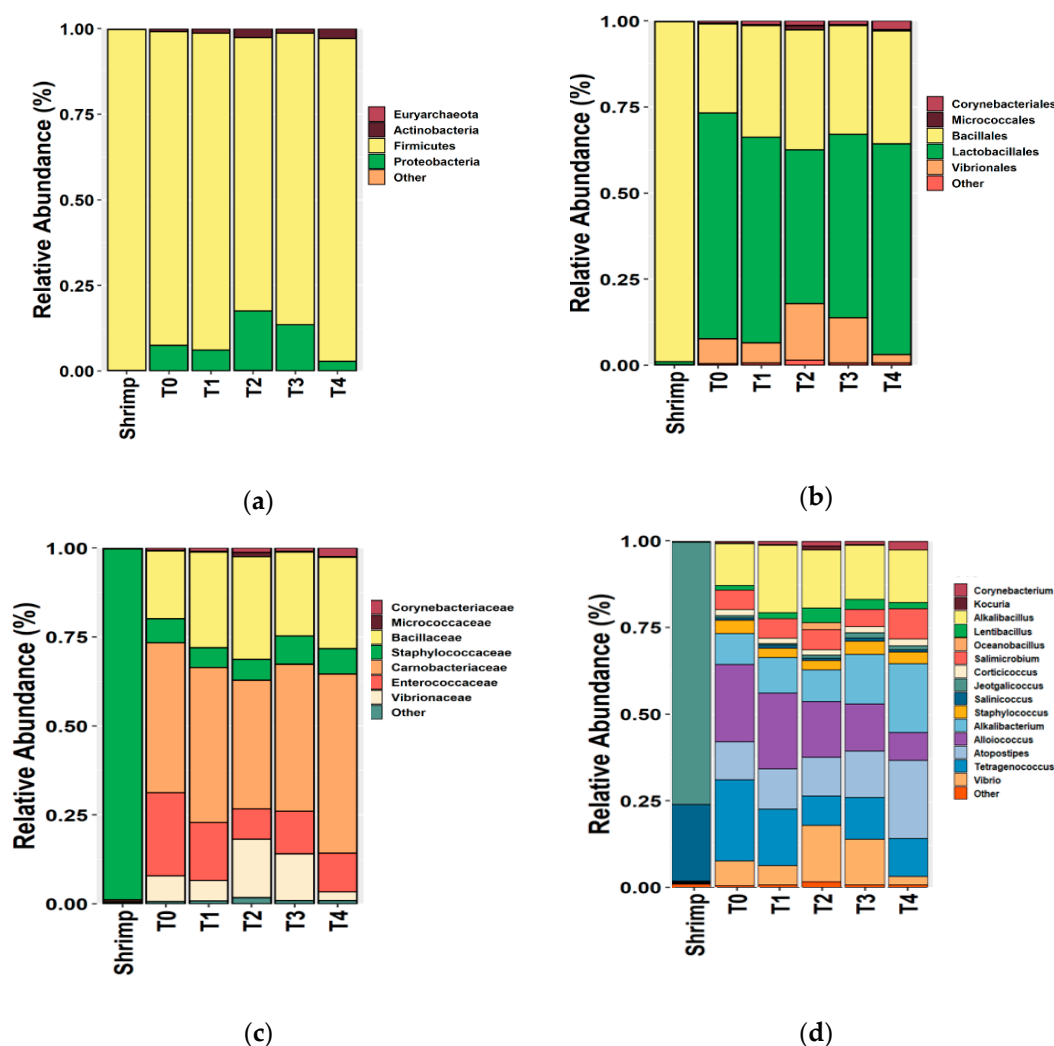 Relative Abundance (%)
1.00
0.75
0.50
0.25
0.00
Shrimp
T0
T1
T2
T3
T4
Euryarchaeota
Actinobacteria
Firmicutes
Proteobacteria
Other
(a)
Relative Abundance (%)
1.00
0.75
0.50
0.25
0.00
Shrimp
T0
T1
T2
T3
T4
Corynebacteriales
Micrococcales
Bacillales
Lactobacillales
Vibrionales
Other
(b)
Relative Abundance (%)
1.00
0.75
0.50
0.25
0.00
Shrimp
T0
T1
T2
T3
T4
Corynebacteriaceae
Micrococcaceae
Bacillaceae
Staphylococcaceae
Carnobacteriaceae
Enterococcaceae
Vibrionaceae
Other
(c)
Relative Abundance (%)
1.00
0.75
0.50
0.25
0.00
Shrimp
T0
T1
T2
T3
T4
Corynebacterium
Kocuria
Alkalibacillus
Lentibacillus
Oceanobacillus
Salimicrobium
Corticicoccus
Jeotgalicoccus
Salinicoccus
Staphylococcus
Alkalibacterium
Alloiococcus
Atopostipes
Tetragenococcus
Vibrio
Other
(d)